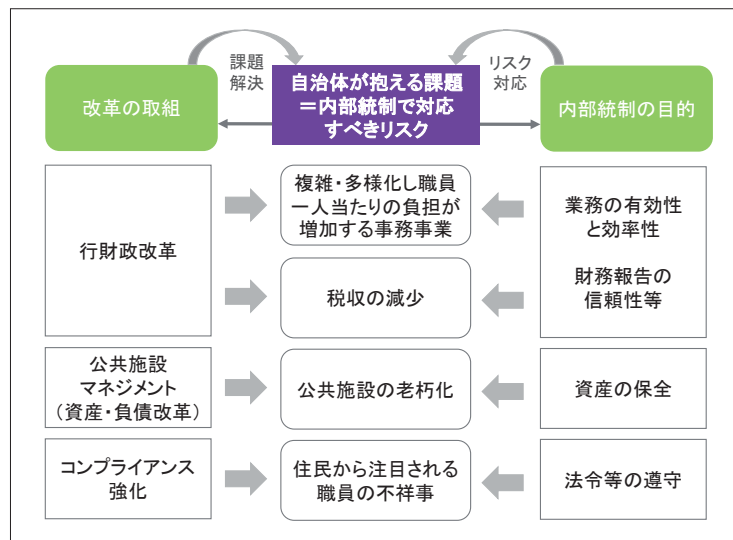 課題
解決
リスク
対応
改革の取組
自治体が抱える課題
＝内部統制で対応
すべきリスク
内部統制の目的
行財政改革
複雑・多様化し職員
一人当たりの負担が
増加する事務事業
税収の減少
業務の有効性
と効率性
財務報告の
信頼性等
公共施設
マネジメント
（資産・負債改革）
公共施設の老朽化
資産の保全
コンプライアンス
強化
住民から注目される
職員の不祥事
法令等の遵守